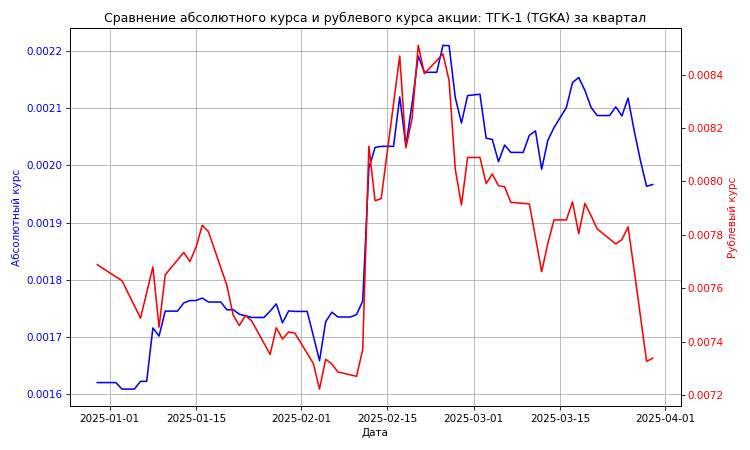 Сравнение абсолютного курса и рублевого курса акции: ТГК-1 (TGKA) за квартал
0.0022
0.0021
0.0020
0.0019
0.0018
0.0017
0.0016
Абсолютный курс
0.0084
0.0082
0.0080
0.0078
0.0076
0.0074
0.0072
Рублевый курс
2025-01-01 2025-01-15 2025-02-01 2025-02-15 2025-03-01 2025-03-15 2025-04-01
Дата